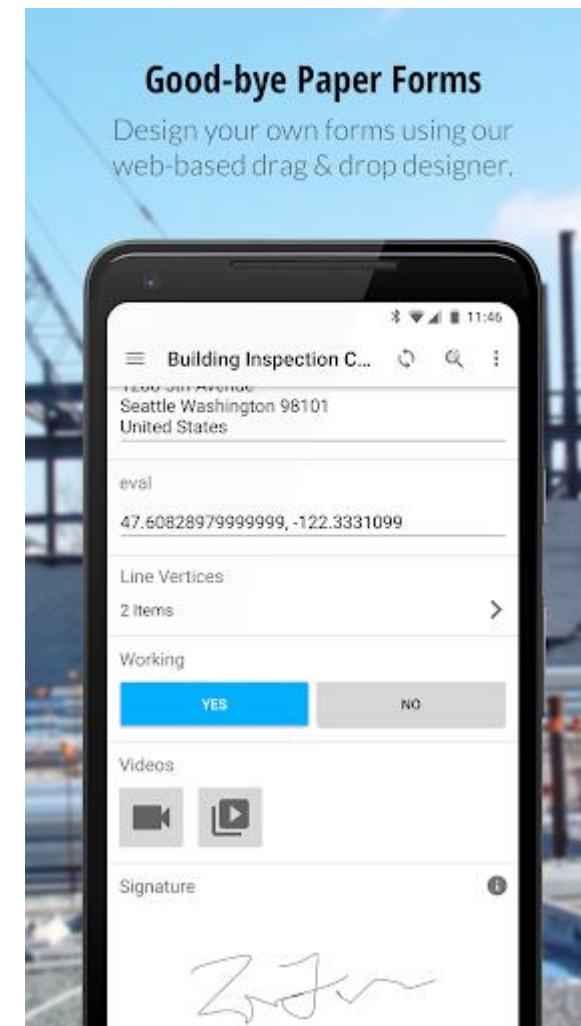 Good-bye Paper Forms
Design your own forms using our
web-based drag & drop designer.
11:46
Building Inspection C...
Seattle Washington 98101
United States
eval
47.60828979999999, -122.3331099
Line Vertices
2 Items
Working
YES
NO
Videos
Signature